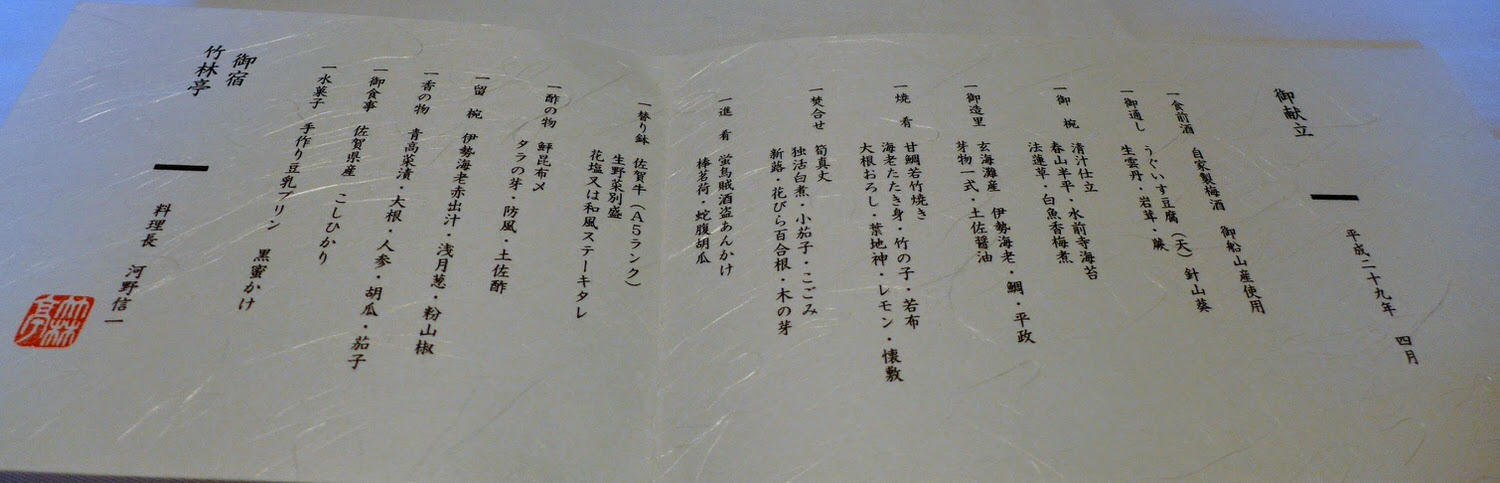 御献立
平成二十九年　四月
一食前酒　自家製梅酒　御船山産使用
一御通し　うぐいす豆腐（天）針山葵
生雲丹・岩茸・蕨
一御椀　清汁仕立
春山半平・水前寺海苔
法蓮草・白魚香梅煮
一御造里　玄海灘産　伊勢海老・鯛・平政
芽物一式・土佐醤油
一焼肴　甘鯛若竹焼き
海老たたき身・竹の子・若布
大根おろし・葉地神・レモン・懐敷
一焚合せ　筍真丈
独活白煮・小茄子・こごみ
新蕗・花びら百合根・木の芽
一進肴　蛍烏賊酒盗あんかけ
棒茗荷・蛇腹胡瓜
一替り鉢　佐賀牛（A5ランク）
生野菜別盛
花塩又は和風ステーキタレ
一酢の物　鮃昆布〆
タラの芽・防風・土佐酢
一留椀　伊勢海老赤出汁・浅月葱・粉山椒
一香の物　青高菜漬・大根・人参・胡瓜・茄子
一御食事　佐賀県産　こしひかり
一水菓子　手作り豆乳プリン　黒蜜かけ
御宿
竹林亭
料理長　河野信一
竹林亭